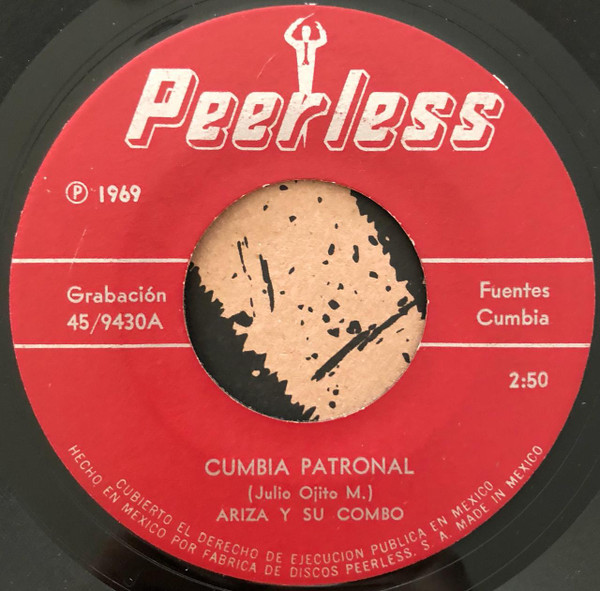 Peerless
Ⓟ 1969
Grabación
45/9430A
Fuentes
Cumbia
2:50
CUMBIA PATRONAL
(Julio Ojito M.)
ARIZA Y SU COMBO
CUBIERTO EL DERECHO DE EJECUCION PUBLICA EN MEXICO
HECHO EN MEXICO POR FABRICA DE DISCOS PEERLESS. S. A. MADE IN MEXICO